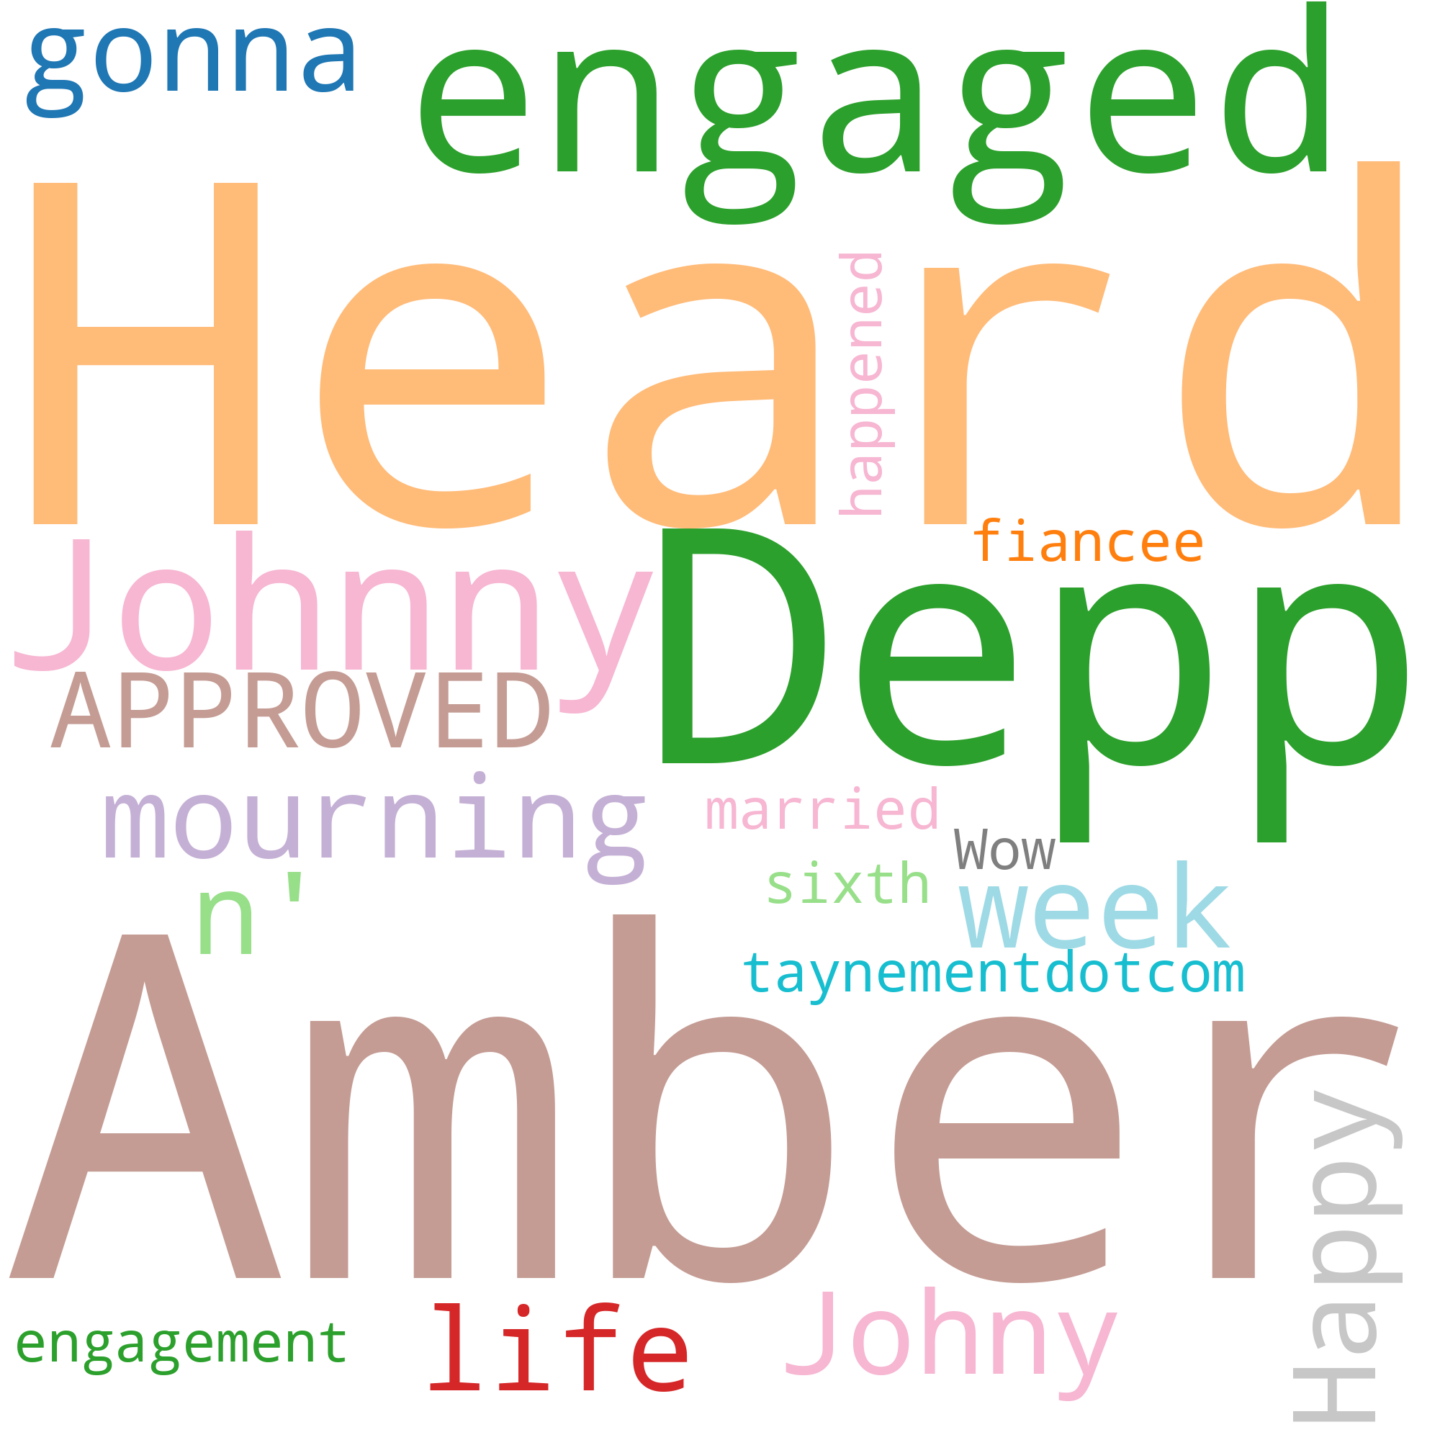 gonna
engaged
Heard
happened
fiancee
Johnny
Depp
APPROVED
mourning
married
Wow
sixth
week
n'
taynementdotcom
Amber
Happy
engagement
life
Johny